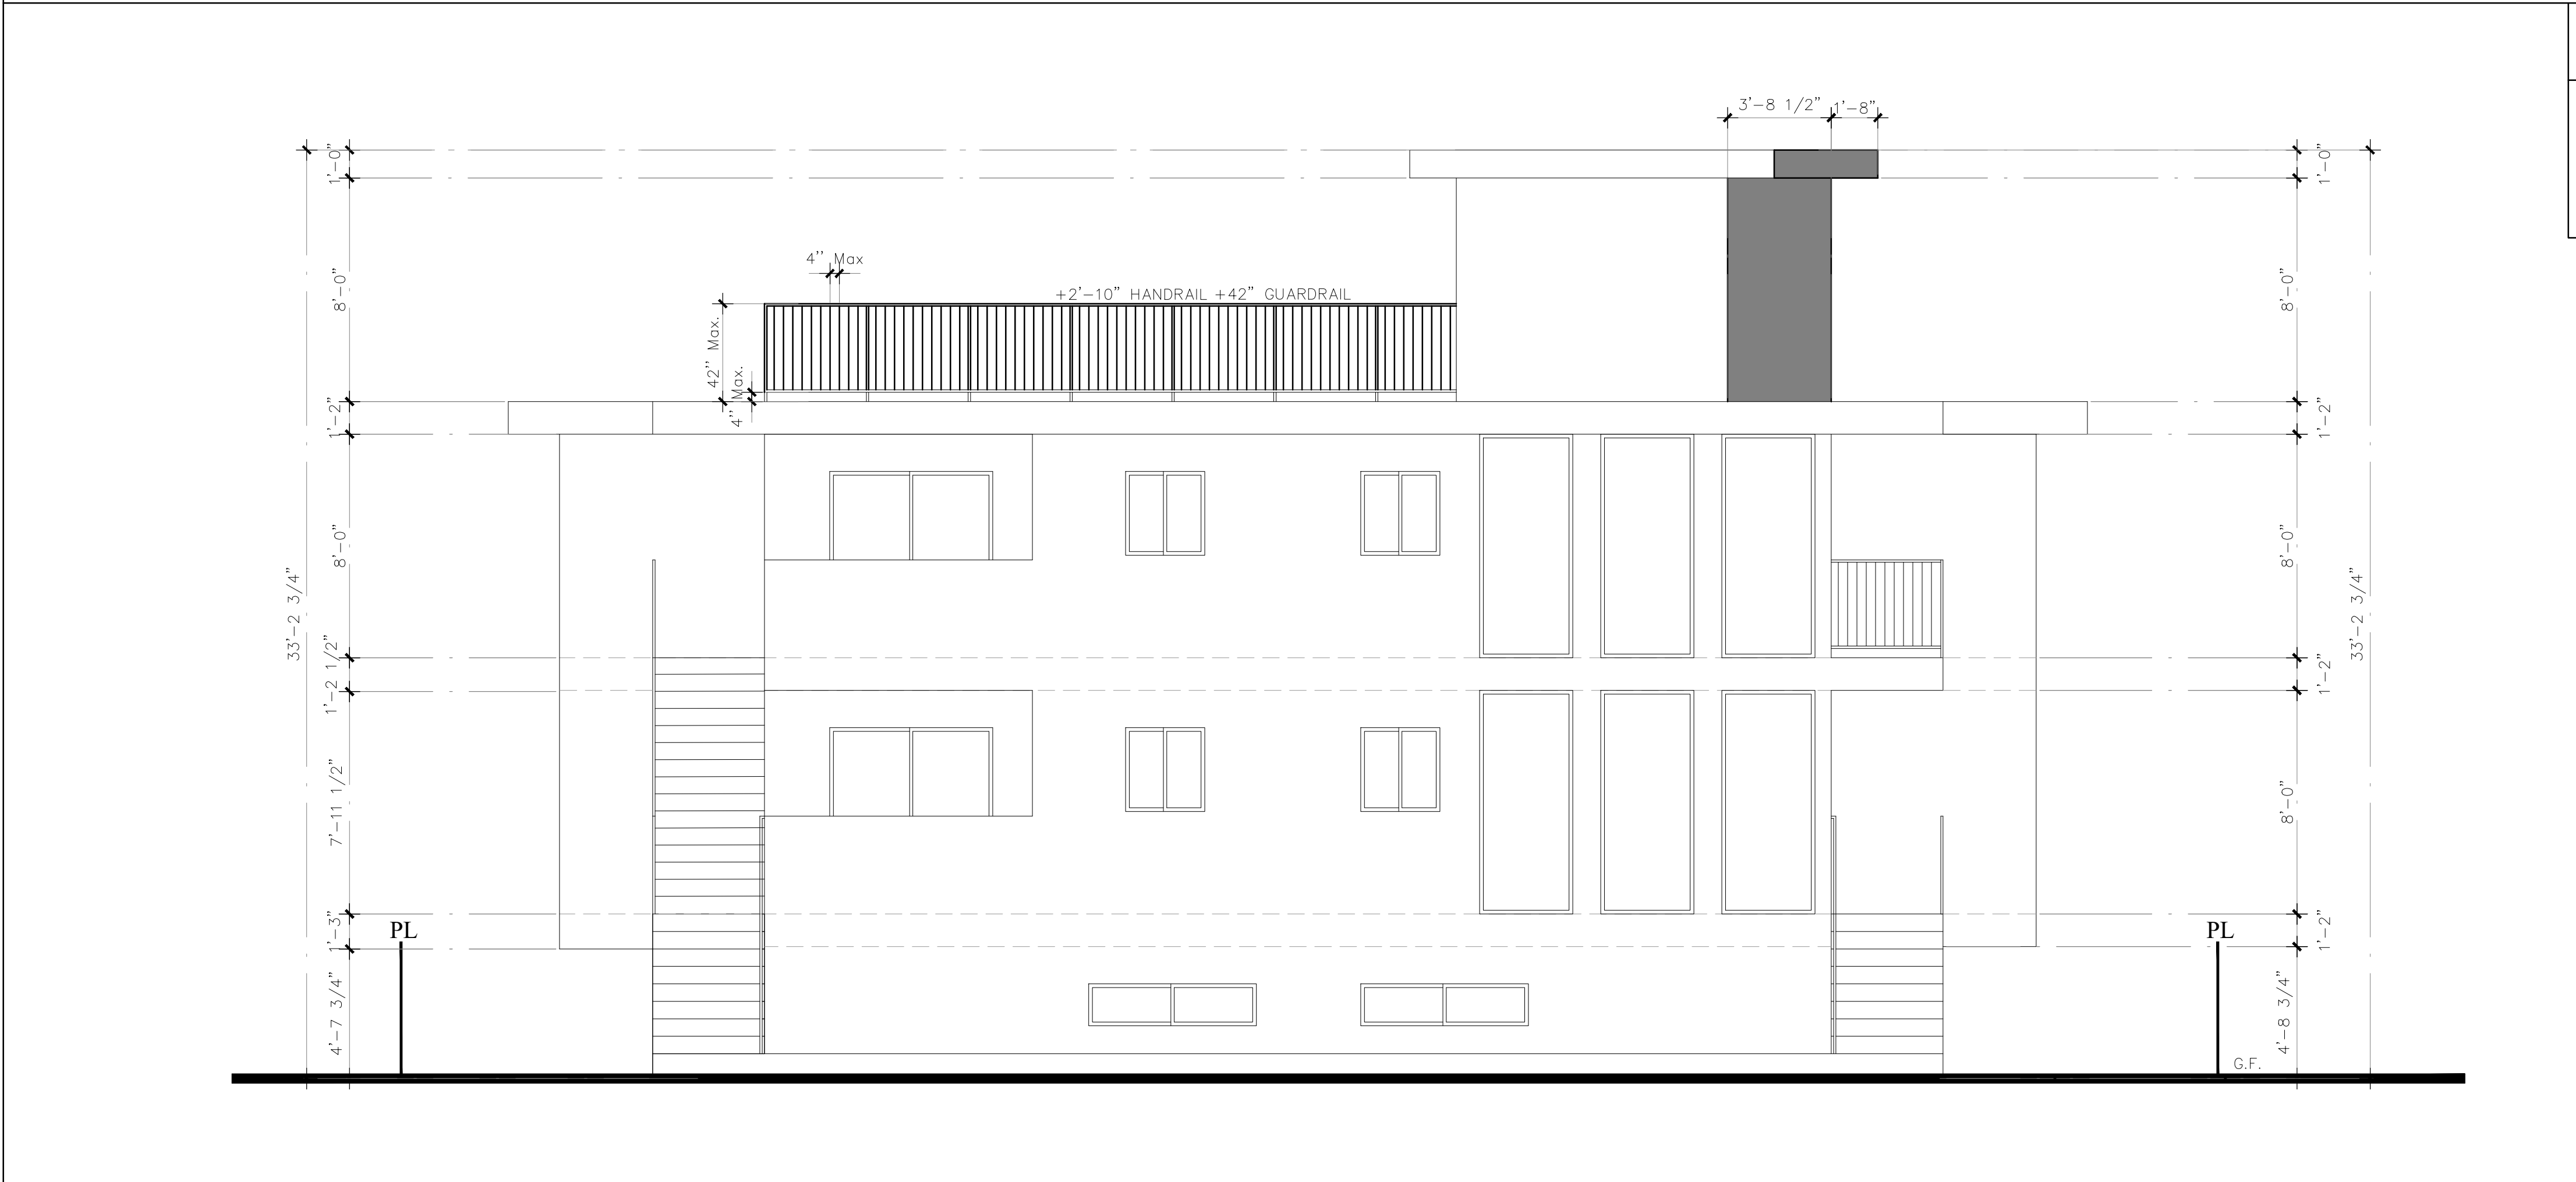 3'-8 1/2" 1'-8"
1'-0" 1'-0"
4'' Max
+2'-10" HANDRAIL +42" GUARDRAIL
8'-0" 8'-0"
42'' Max.
4'' Max.
1'-2" 1'-2"
8'-0" 8'-0"
33'-2 3/4" 33'-2 3/4"
1'-2 1/2" 1'-2"
7'-11 1/2" 8'-0"
1'-3" 1'-2"
PL PL
4'-7 3/4" 4'-8 3/4"
G.F.